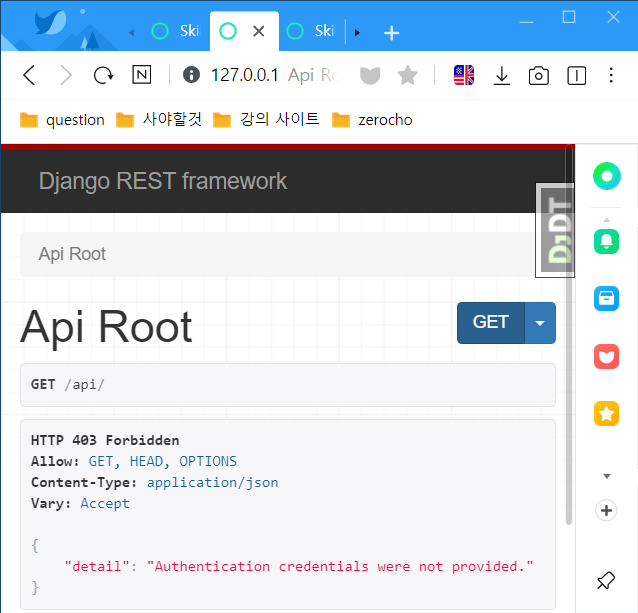 Ski
Ski
N
127.0.0.1 Api Ro
question 사야할것 강의 사이트 zerocho
Django REST framework
DjDT
Api Root
Api Root
GET
GET /api/
HTTP 403 Forbidden
Allow: GET, HEAD, OPTIONS
Content-Type: application/json
Vary: Accept
{
"detail": "Authentication credentials were not provided."
}